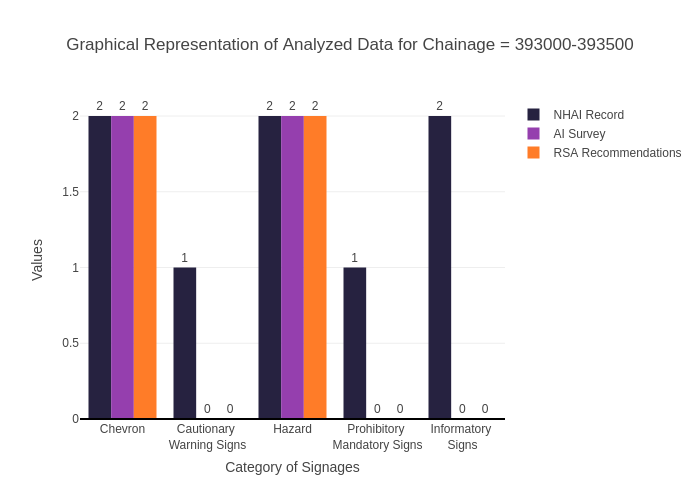 Graphical Representation of Analyzed Data for Chainage = 393000-393500
2 2 2 2 2 2 2
NHAI Record
AI Survey
RSA Recommendations
2
1.5
1 1
1
0.5
0 0 0 0 0 0
0
Values
Chevron Cautionary Hazard Prohibitory Informatory
Warning Signs Mandatory Signs Signs
Category of Signages